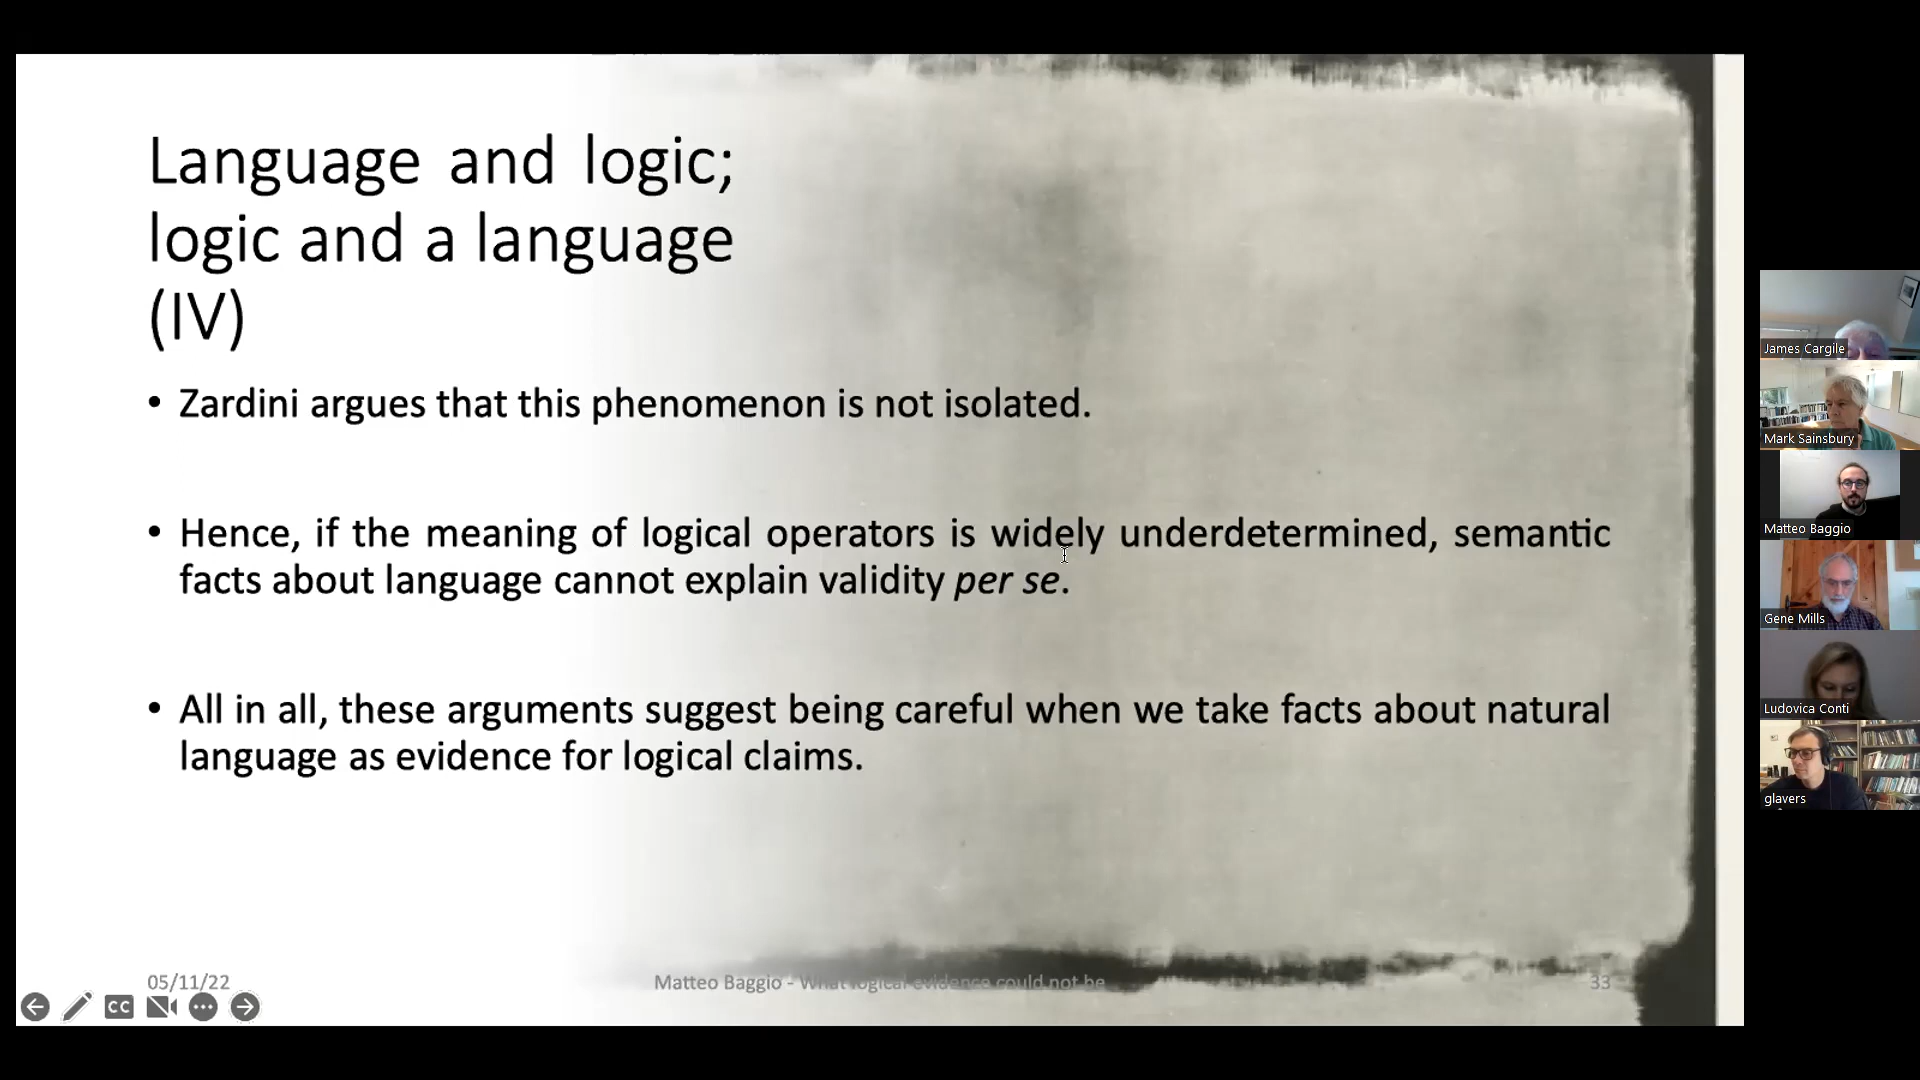 Language and logic;
logic and a language
(IV)
• Zardini argues that this phenomenon is not isolated.
• Hence, if the meaning of logical operators is widely underdetermined, semantic
facts about language cannot explain validity per se.
• All in all, these arguments suggest being careful when we take facts about natural
language as evidence for logical claims.
05/11/22
Matteo Baggio - What logical evidence could not be
33
CC
James Cargile
Mark Sainsbury
Matteo Baggio
Gene Mills
Ludovica Conti
glavers